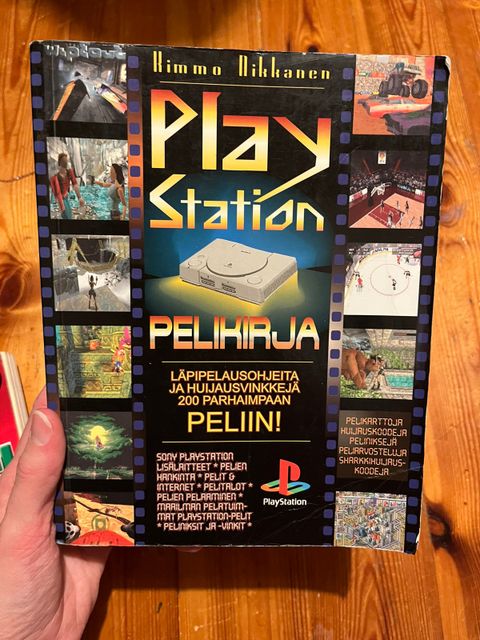 Kimmo Nikkanen
Play
Station
PELIKIRJA
LÄPIPELAUSOHJEITA
JA HUIJAUSVINKKEJÄ
200 PARHAIMPAAN
PELIIN!
SONY PLAYSTATION
LISÄLAITTEET * PELIEN
HANKINTA * PELIT &
INTERNET * PELITALOT *
PELIEN PELAAMINEN *
MAAILMAN PELATUIM-
MAT PLAYSTATION-PELIT
* PELINIKSIT JA -VINKIT *
PlayStation
PELIKARTTOJA
HUIJAUSKOODEJA
PELINIKSEJÄ
PELIARVOSTELUJA
SHARKKIHUIJAUS-
KOODEJA